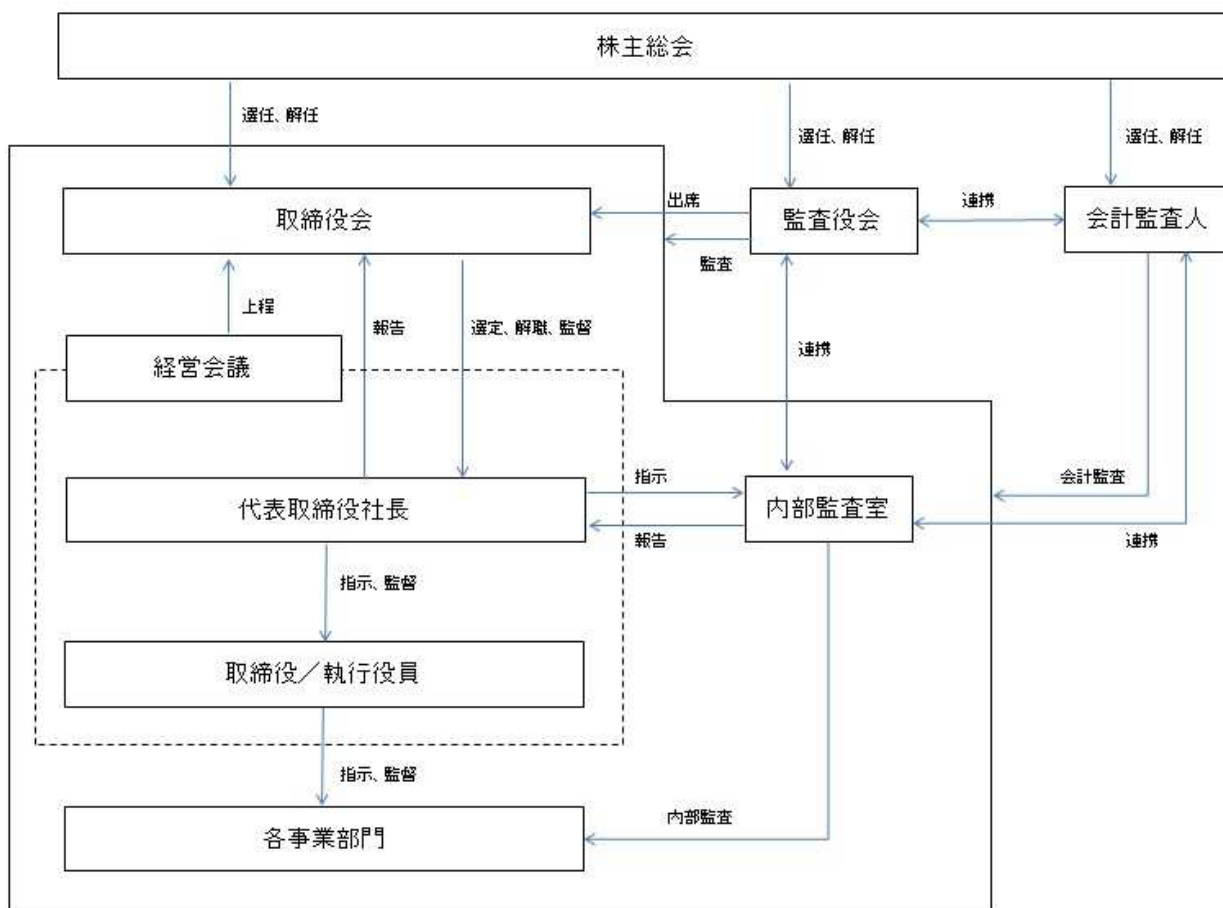 株主総会
選任、解任
選任、解任
選任、解任
取締役会
出席
監査役会
連携
会計監査人
監査
上程
報告
選定、解職、監督
連携
経営会議
代表取締役社長
指示
報告
内部監査室
会計監査
連携
指示、監督
取締役/執行役員
指示、監督
各事業部門
内部監査